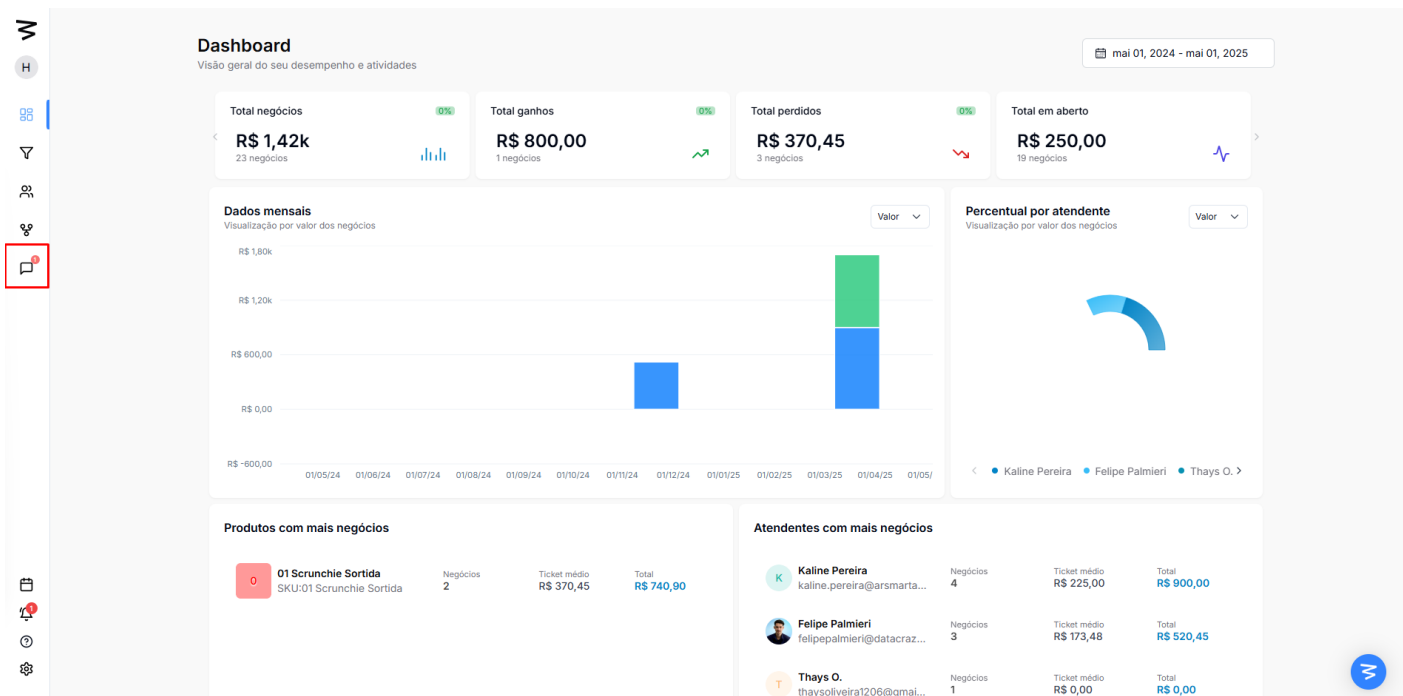 H
Dashboard
Visão geral do seu desempenho e atividades
mai 01, 2024 - mai 01, 2025
Total negócios
0%
R$ 1,42k
23 negócios
Total ganhos
0%
R$ 800,00
1 negócios
Total perdidos
0%
R$ 370,45
3 negócios
Total em aberto
R$ 250,00
19 negócios
1
Dados mensais
Visualização por valor dos negócios
Valor
R$ 1,80k
R$ 1,20k
R$ 600,00
R$ 0,00
R$ -600,00
01/05/24 01/06/24 01/07/24 01/08/24 01/09/24 01/10/24 01/11/24 01/12/24 01/01/25 01/02/25 01/03/25 01/04/25 01/05/
Percentual por atendente
Visualização por valor dos negócios
Valor
Kaline Pereira Felipe Palmieri Thays O.
Produtos com mais negócios
0
01 Scrunchie Sortida
SKU:01 Scrunchie Sortida
Negócios
2
Ticket médio
R$ 370,45
Total
R$ 740,90
Atendentes com mais negócios
K
Kaline Pereira
kaline.pereira@arsmarta...
Negócios
4
Ticket médio
R$ 225,00
Total
R$ 900,00
Felipe Palmieri
felipepalmieri@datacraz...
Negócios
3
Ticket médio
R$ 173,48
Total
R$ 520,45
T
Thays O.
thaysoliveira1206@gmai...
Negócios
1
Ticket médio
R$ 0,00
Total
R$ 0,00
1